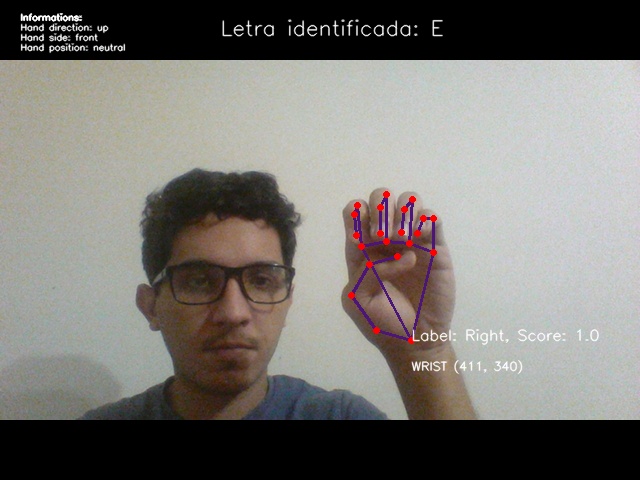 Informations:
Hand direction: up
Hand side: front
Hand position: neutral
Letra identificada: E
Label: Right, Score: 1.0
WRIST (411, 340)